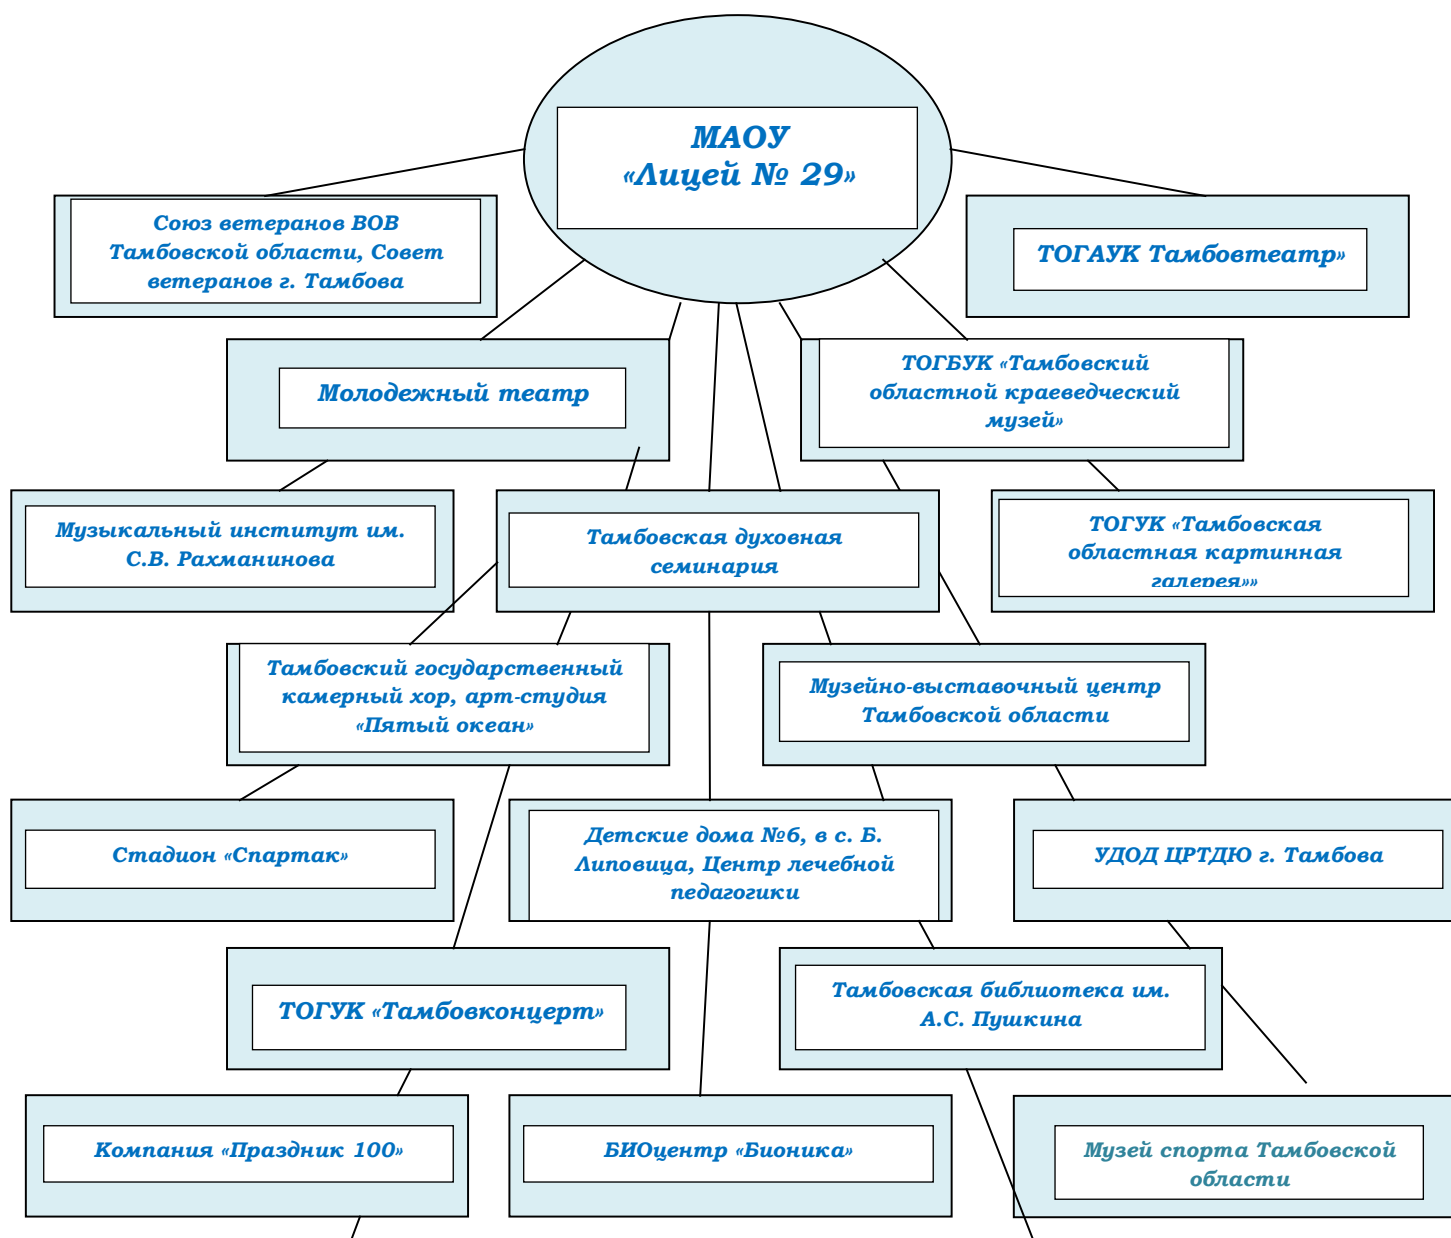 МАОУ
«Лицей № 29»
Союз ветеранов ВОВ
Тамбовской области, Совет
ветеранов г. Тамбова
ТОГАУК Тамбовтеатр»
Молодежный театр
ТОГБУК «Тамбовский
областной краеведческий
музей»
Музыкальный институт им.
С.В. Рахманинова
Тамбовская духовная
семинария
ТОГУК «Тамбовская
областная картинная
галерея»»
Тамбовский государственный
камерный хор, арт-студия
«Пятый океан»
Музейно-выставочный центр
Тамбовской области
Стадион «Спартак»
Детские дома №6, в с. Б.
Липовица, Центр лечебной
педагогики
УДОД ЦРТДЮ г. Тамбова
ТОГУК «Тамбовконцерт»
Тамбовская библиотека им.
А.С. Пушкина
Компания «Праздник 100»
БИОцентр «Бионика»
Музей спорта Тамбовской
области